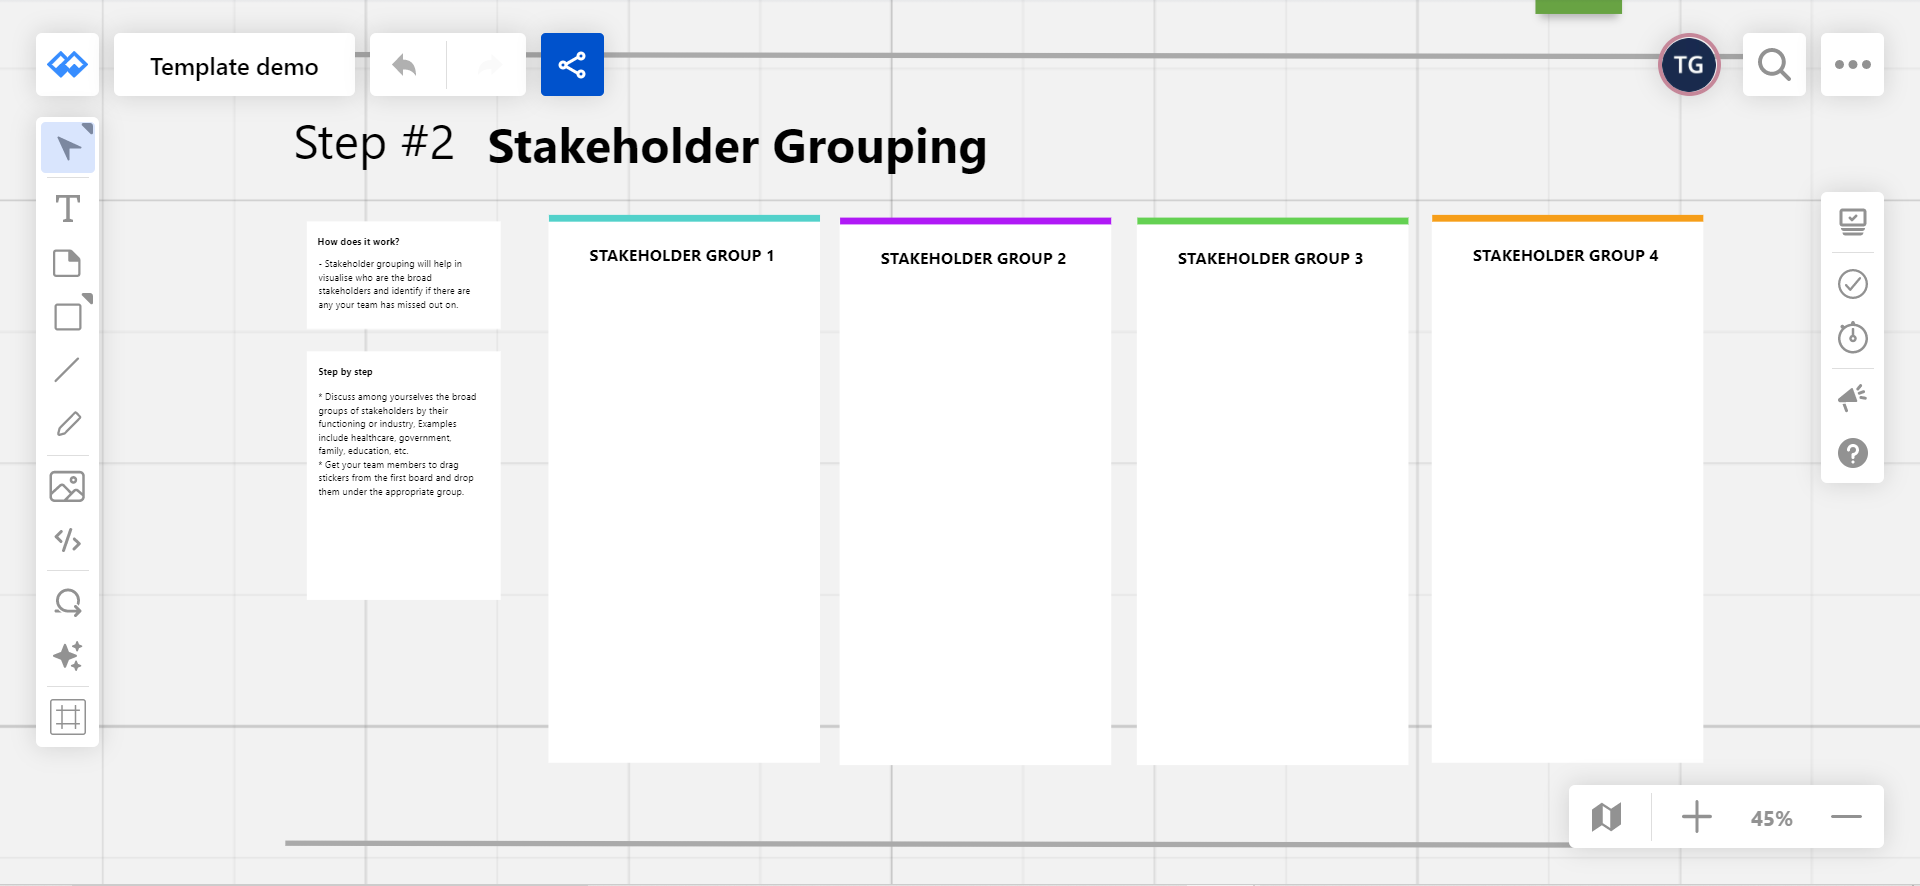 Template demo
TG
Step #2 Stakeholder Grouping
How does it work?
- Stakeholder grouping will help in
visualise who are the broad
stakeholders and identify if there are
any your team has missed out on.
Step by step
* Discuss among yourselves the broad
groups of stakeholders by their
functioning or industry, Examples
include healthcare, government,
family, education, etc.
* Get your team members to drag
stickers from the first board and drop
them under the appropriate group.
STAKEHOLDER GROUP 1
STAKEHOLDER GROUP 2
STAKEHOLDER GROUP 3
STAKEHOLDER GROUP 4
45%